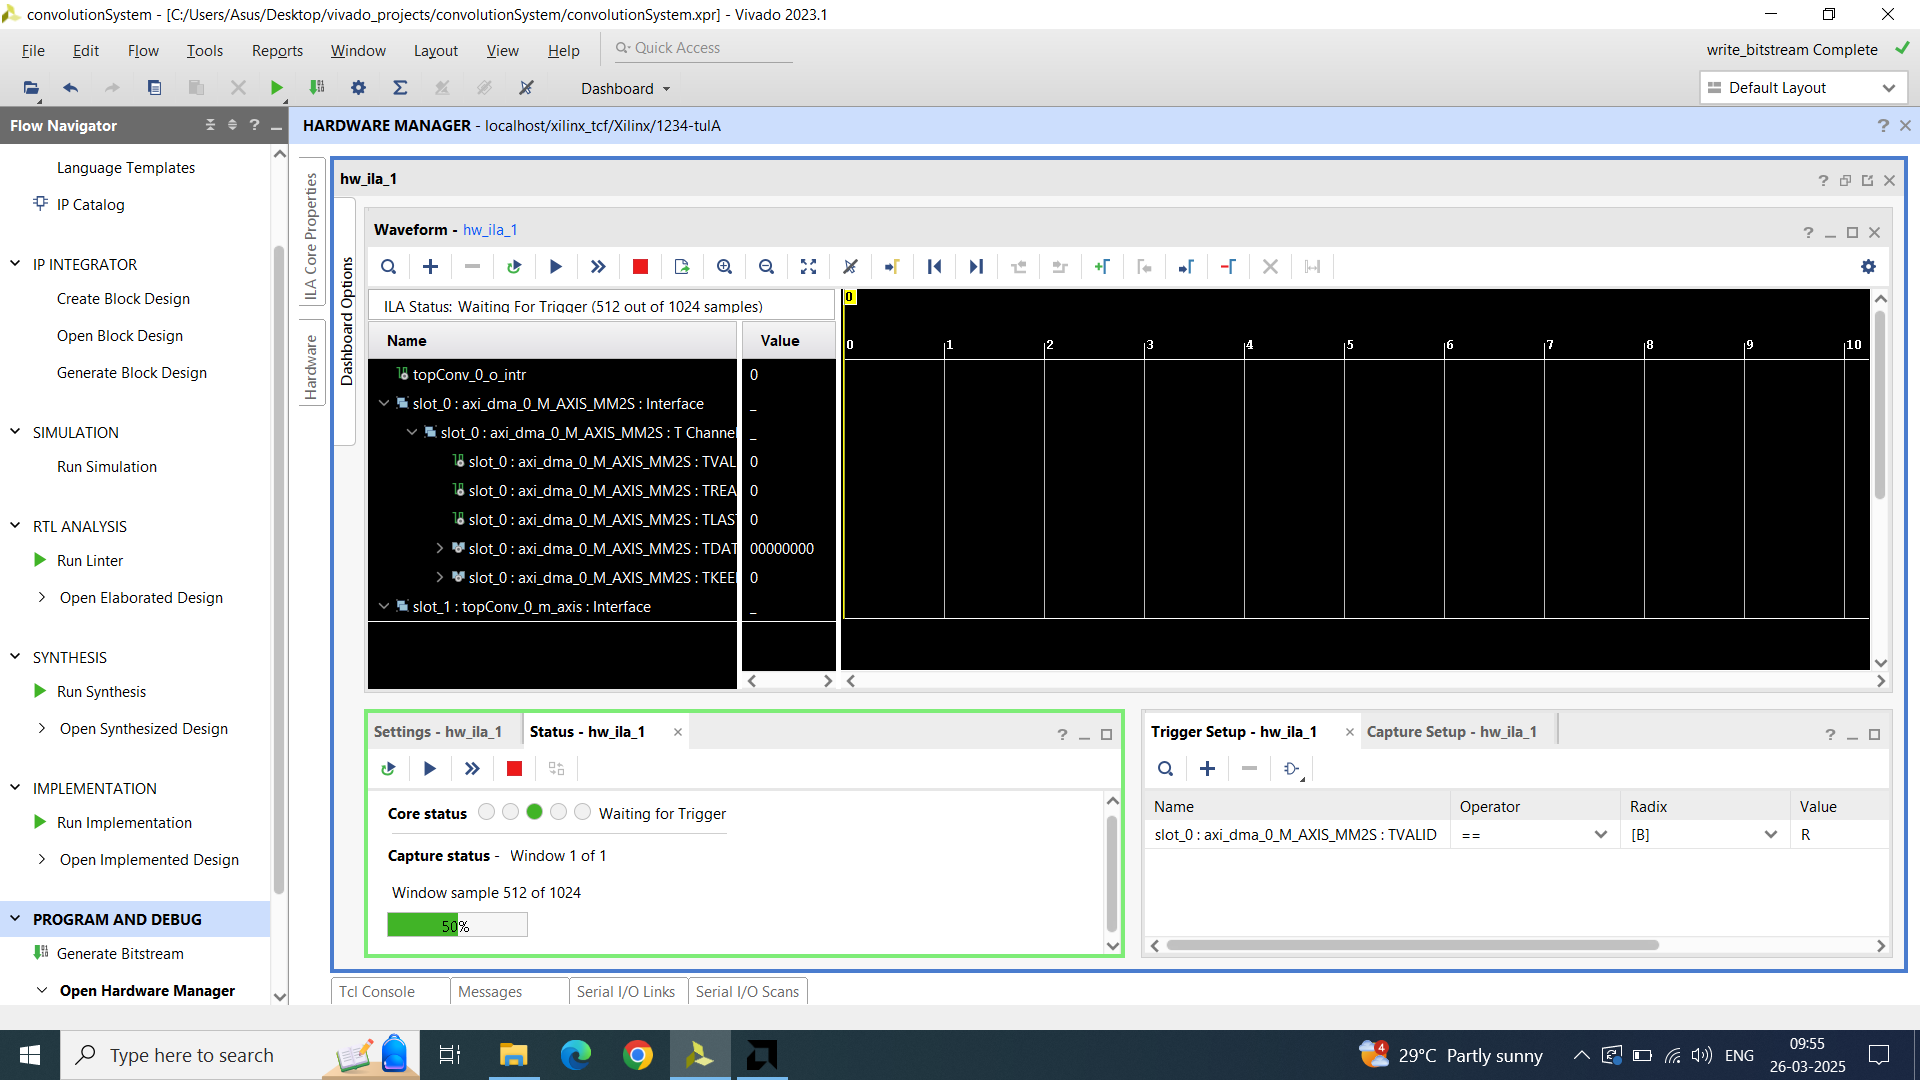 convolutionSystem - [C:/Users/Asus/Desktop/vivado_projects/convolutionSystem/convolutionSystem.xpr] - Vivado 2023.1
File Edit Flow Tools Reports Window Layout View Help Quick Access
write_bitstream Complete
Dashboard
Default Layout
Flow Navigator
HARDWARE MANAGER - localhost/xilinx_tcf/Xilinx/1234-tulA
Language Templates
IP Catalog
IP INTEGRATOR
Create Block Design
Open Block Design
Generate Block Design
SIMULATION
Run Simulation
RTL ANALYSIS
Run Linter
Open Elaborated Design
SYNTHESIS
Run Synthesis
Open Synthesized Design
IMPLEMENTATION
Run Implementation
Open Implemented Design
PROGRAM AND DEBUG
Generate Bitstream
Open Hardware Manager
ILA Core Properties
Hardware
Dashboard Options
hw_ila_1
Waveform - hw_ila_1
ILA Status: Waiting For Trigger (512 out of 1024 samples)
Name Value
topConv_0_o_intr 0
slot_0 : axi_dma_0_M_AXIS_MM2S : Interface _
slot_0 : axi_dma_0_M_AXIS_MM2S : T Channel _
slot_0 : axi_dma_0_M_AXIS_MM2S : TVAL 0
slot_0 : axi_dma_0_M_AXIS_MM2S : TREA 0
slot_0 : axi_dma_0_M_AXIS_MM2S : TLAS 0
slot_0 : axi_dma_0_M_AXIS_MM2S : TDAT 00000000
slot_0 : axi_dma_0_M_AXIS_MM2S : TKEE 0
slot_1 : topConv_0_m_axis : Interface _
0
0 1 2 3 4 5 6 7 8 9 10
Settings - hw_ila_1 Status - hw_ila_1
Core status Waiting for Trigger
Capture status - Window 1 of 1
Window sample 512 of 1024
50%
Trigger Setup - hw_ila_1 Capture Setup - hw_ila_1
Name Operator Radix Value
slot_0 : axi_dma_0_M_AXIS_MM2S : TVALID == [B] R
Tcl Console Messages Serial I/O Links Serial I/O Scans
Type here to search
4
29°C Partly sunny
ENG
09:55
26-03-2025